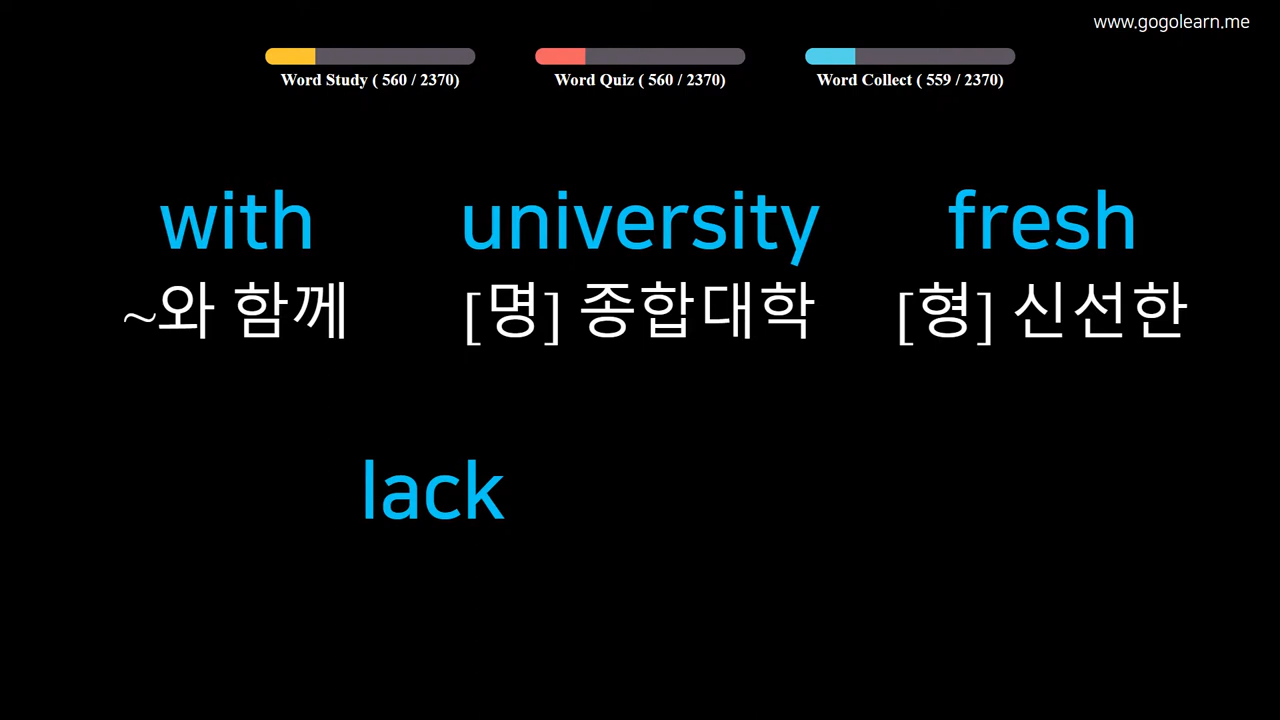 www.gogolearn.me
Word Study ( 560 / 2370)
Word Quiz ( 560 / 2370)
Word Collect ( 559 / 2370)
with
university
fresh
~와 함께
[명] 종합대학
[형] 신선한
lack